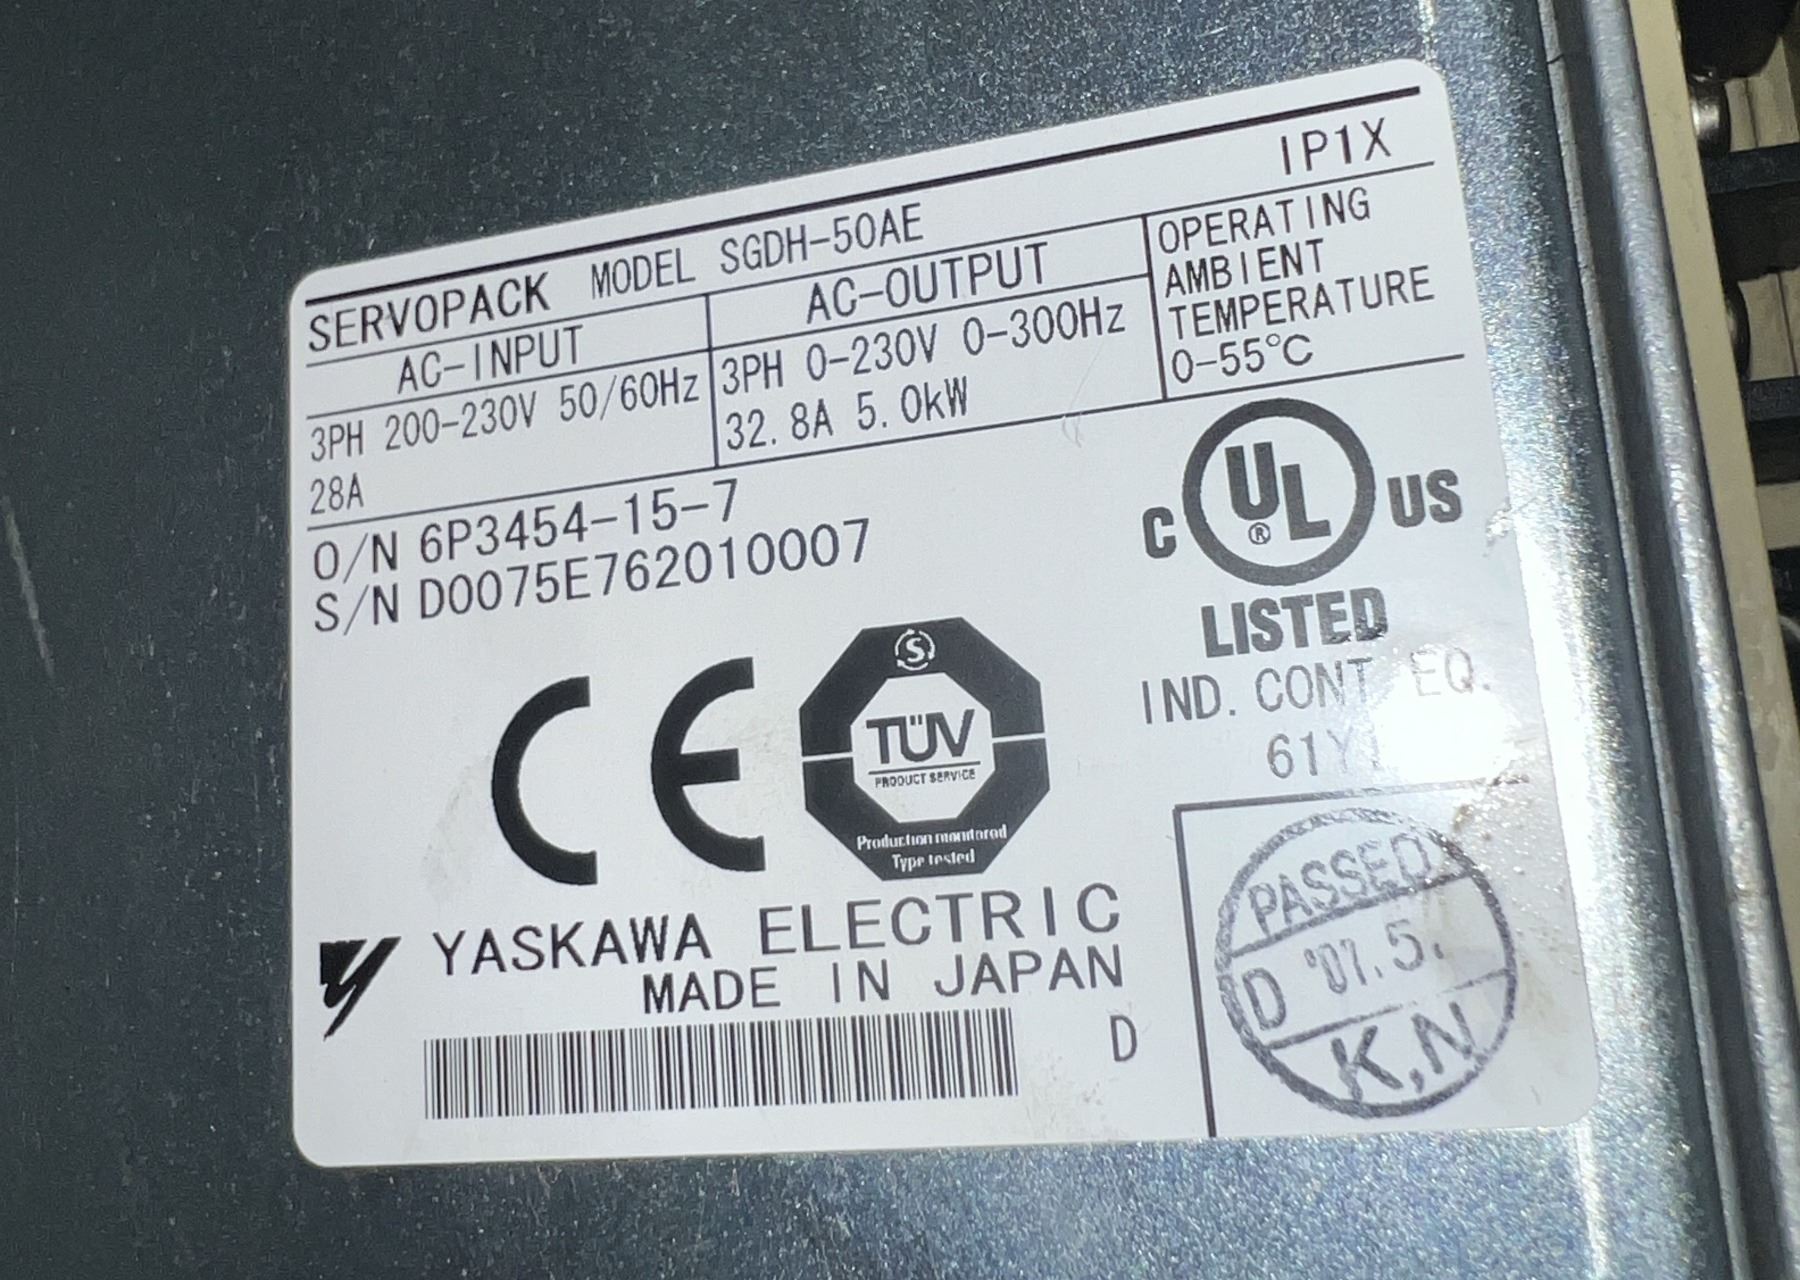 IP1X
SERVOPACK MODEL SGDH-50AE
AC-INPUT
3PH 200-230V 50/60Hz
28A
AC-OUTPUT
3PH 0-230V 0-300Hz
32.8A 5.0kW
OPERATING
AMBIENT
TEMPERATURE
0-55°C
O/N 6P3454-15-7
S/N D0075E762010007
C UL ® US
LISTED
IND. CONT. EQ.
CE
S
TÜV
PRODUCT SERVICE
Production monitored
Type tested
YASKAWA ELECTRIC
MADE IN JAPAN
D
PASSED
D '07.5.
K.N